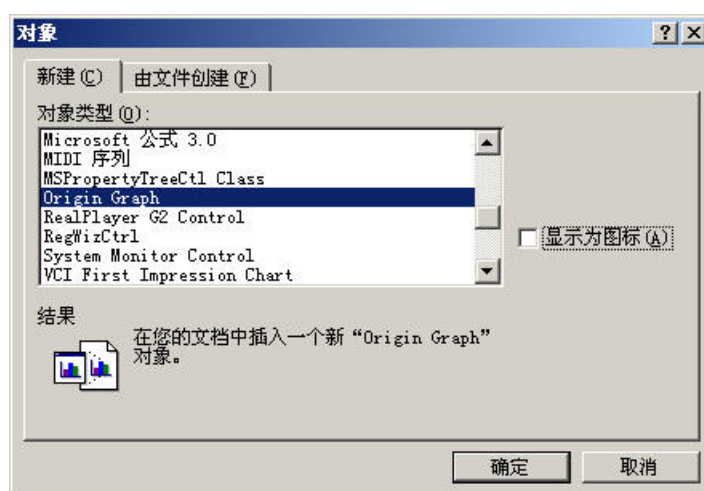 对象
新建(C)
由文件创建(F)
对象类型(O):
Microsoft 公式 3.0
MIDI 序列
MSPropertyTreeCtl Class
Origin Graph
RealPlayer G2 Control
RegWizCtrl
System Monitor Control
VCI First Impression Chart
显示为图标(A)
结果
在您的文档中插入一个新“Origin Graph”
对象。
确定
取消